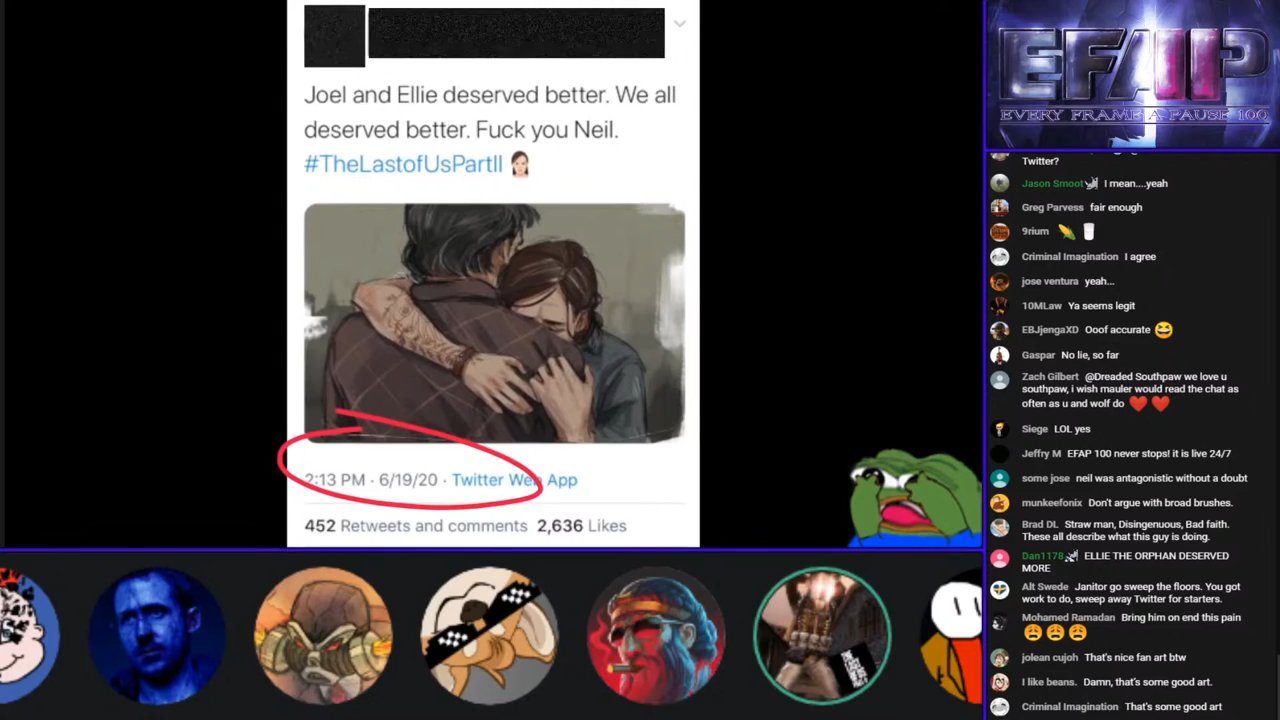 Joel and Ellie deserved better. We all
deserved better. Fuck you Neil.
#TheLastofUsPartII
2:13 PM · 6/19/20 · Twitter Web App
452 Retweets and comments 2,636 Likes
EFAP
EVERY FRAME A PAUSE 100
Twitter?
Jason Smoot I mean....yeah
Greg Parvess fair enough
9rium
Criminal Imagination I agree
jose ventura yeah...
10MLaw Ya seems legit
EBJjengaXD Ooof accurate
Gaspar No lie, so far
Zach Gilbert @Dreaded Southpaw we love u
southpaw, i wish mauler would read the chat as
often as u and wolf do
Siege LOL yes
Jeffry M EFAP 100 never stops! it is live 24/7
some jose neil was antagonistic without a doubt
munkeefonix Don't argue with broad brushes.
Brad DL Straw man, Disingenuous, Bad faith.
These all describe what this guy is doing.
Dan1178 ELLIE THE ORPHAN DESERVED
MORE
Alt Swede Janitor go sweep the floors. You got
work to do, sweep away Twitter for starters.
Mohamed Ramadan Bring him on end this pain
jolean cujoh That's nice fan art btw
I like beans. Damn, that's some good art.
Criminal Imagination That's some good art